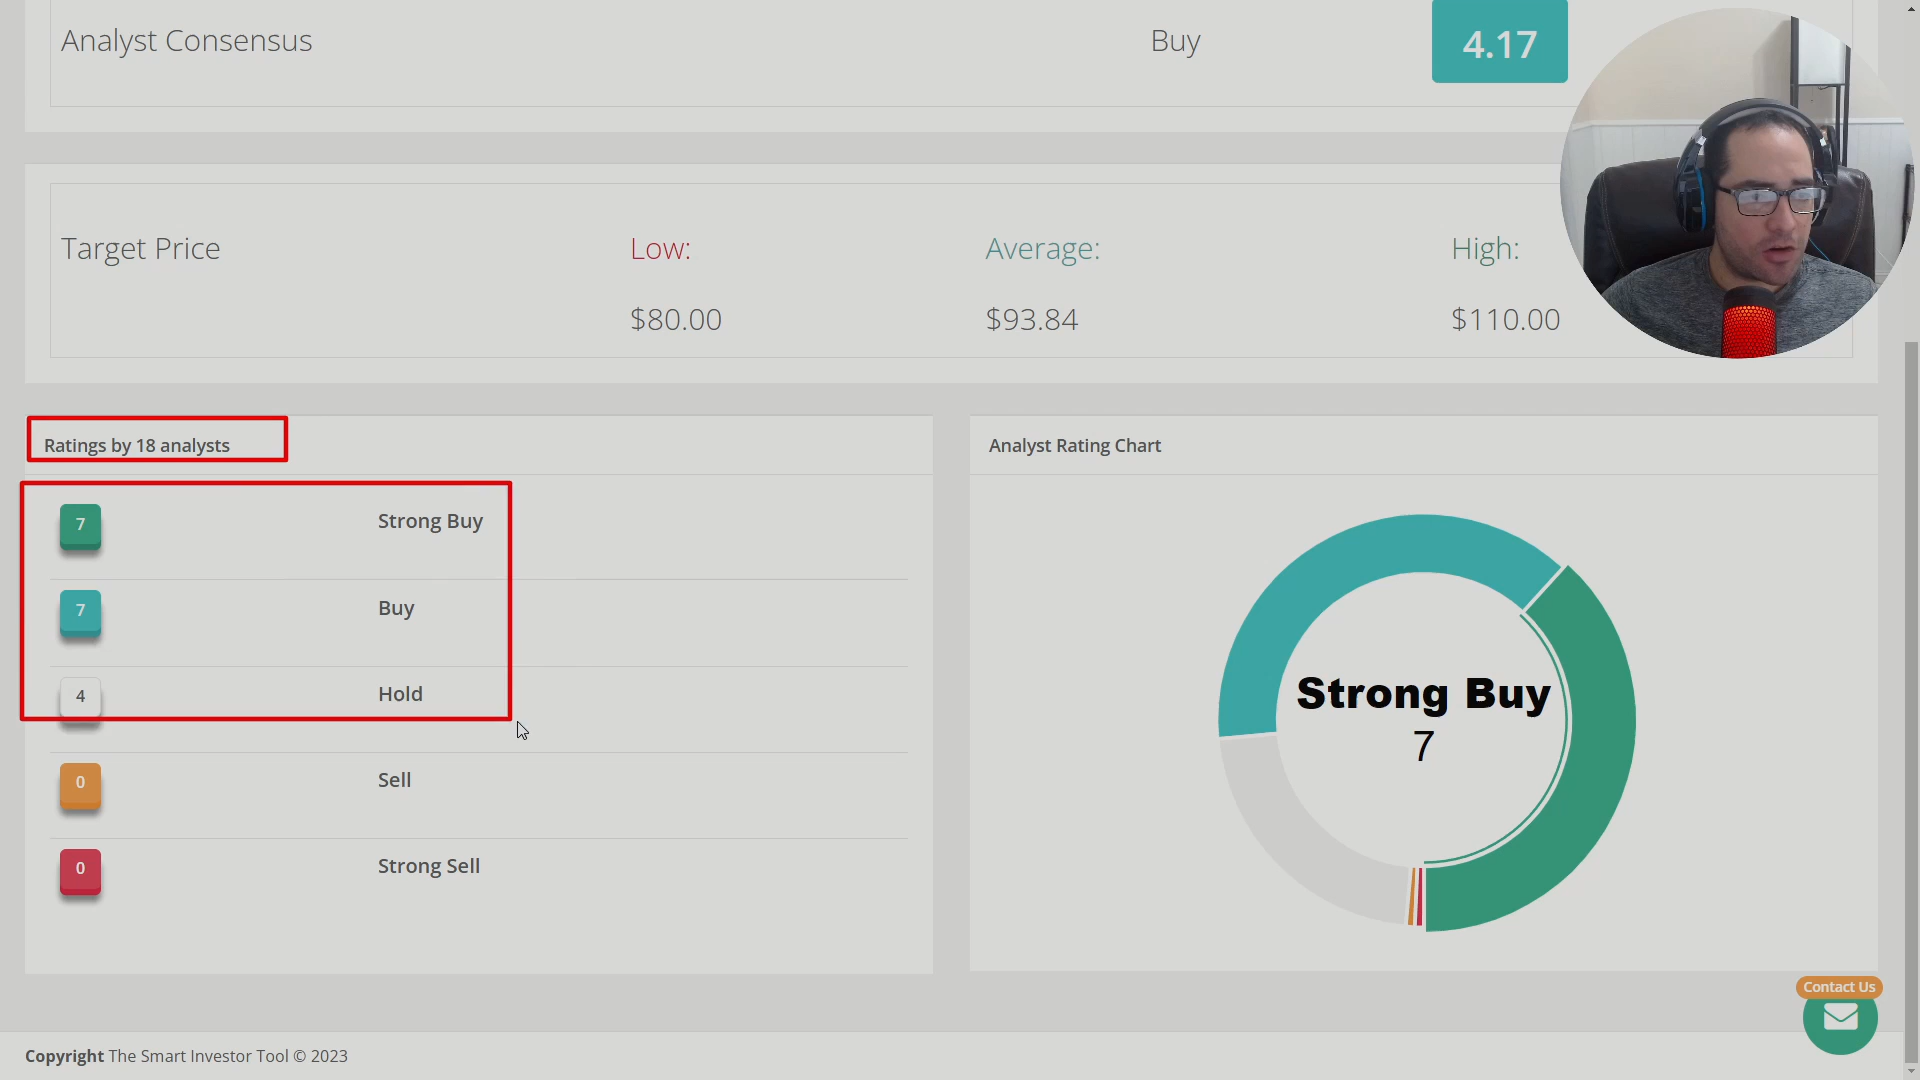 Analyst Consensus Buy 4.17
Target Price Low: Average: High:
$80.00 $93.84 $110.00
Ratings by 18 analysts
7 Strong Buy
7 Buy
4 Hold
0 Sell
0 Strong Sell
Analyst Rating Chart
Strong Buy
7
Contact Us
Copyright The Smart Investor Tool © 2023